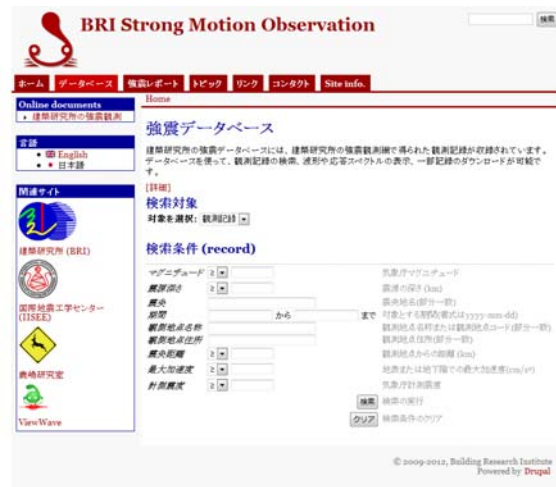 BRI Strong Motion Observation
検索
ホーム データベース 強震レポート トピック リンク コンタクト Site info.
Online documents
建築研究所の強震観測
言語
English
日本語
関連サイト
建築研究所 (BRI)
国際地震工学センター
(IISEE)
鹿嶋研究室
ViewWave
Home
強震データベース
建築研究所の強震データベースには、建築研究所の強震観測網で得られた観測記録が収録されています。
データベースを使って、観測記録の検索、波形や応答スペクトルの表示、一部記録のダウンロードが可能で
す。
[詳細]
検索対象
対象を選択: 観測記録
検索条件 (record)
マグニチュード ≥ 気象庁マグニチュード
震源深さ ≥ 震源の深さ (km)
震央 震央地名(部分一致)
期間 から まで 対象とする期間(書式はyyyy-mm-dd)
観測地点名称 観測地点名称または観測地点コード(部分一致)
観測地点住所 観測地点住所(部分一致)
震央距離 ≥ 観測地点からの距離 (km)
最大加速度 ≥ 地表または地下階での最大加速度(cm/s²)
計測震度 ≥ 気象庁計測震度
検索 検索の実行
クリア 検索条件のクリア
© 2009-2012, Building Research Institute
Powered by Drupal